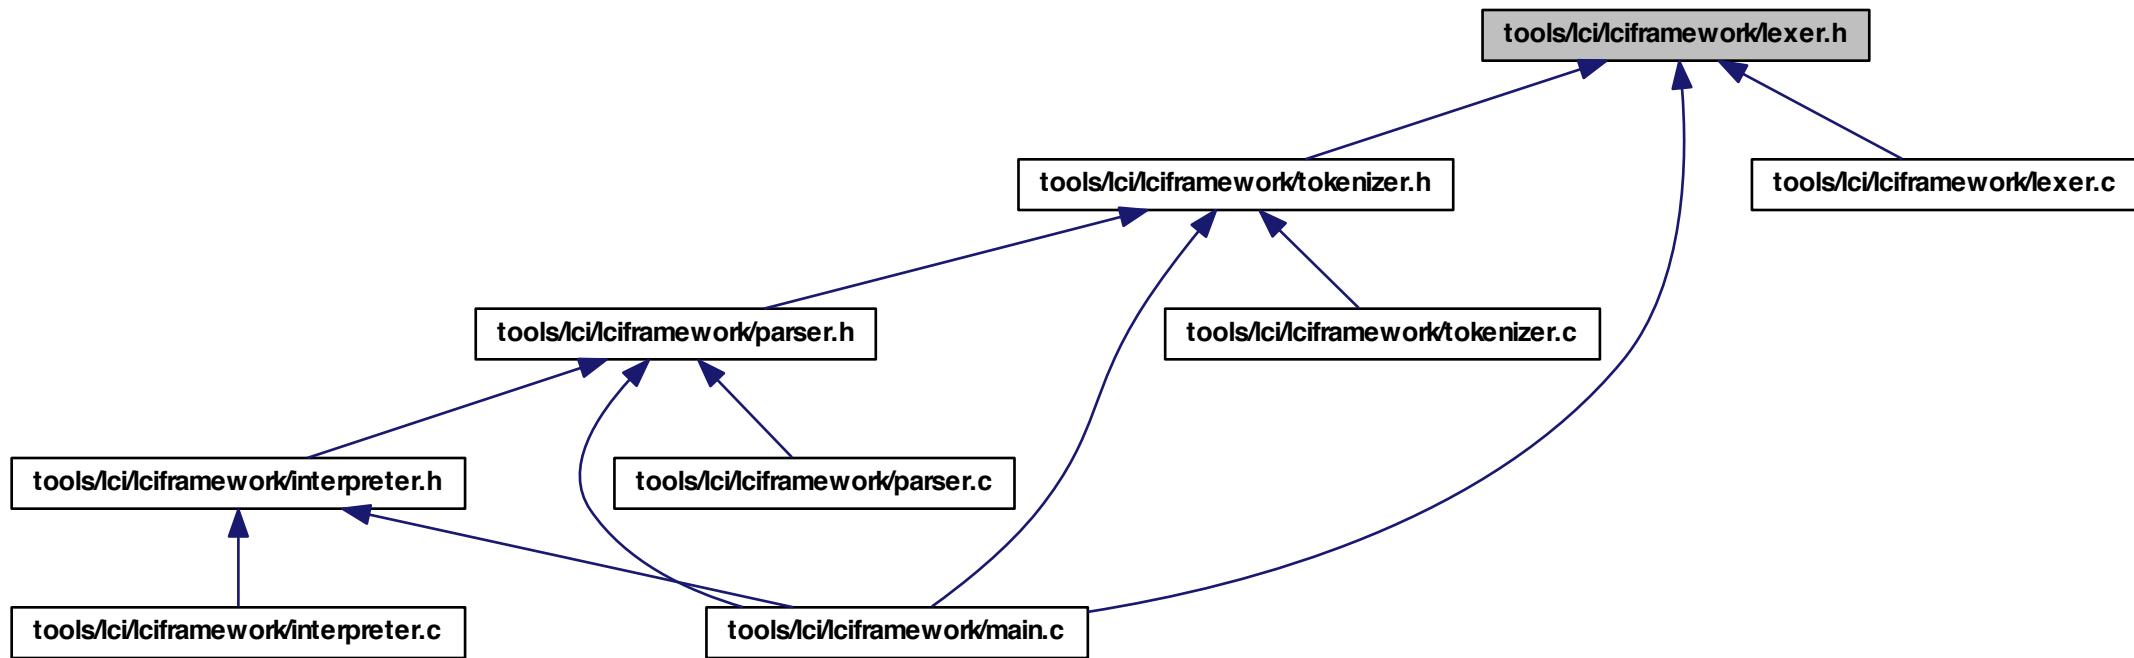 tools/lci/lciframework/lexer.h
tools/lci/lciframework/tokenizer.h
tools/lci/lciframework/lexer.c
tools/lci/lciframework/parser.h
tools/lci/lciframework/tokenizer.c
tools/lci/lciframework/interpreter.h
tools/lci/lciframework/parser.c
tools/lci/lciframework/interpreter.c
tools/lci/lciframework/main.c